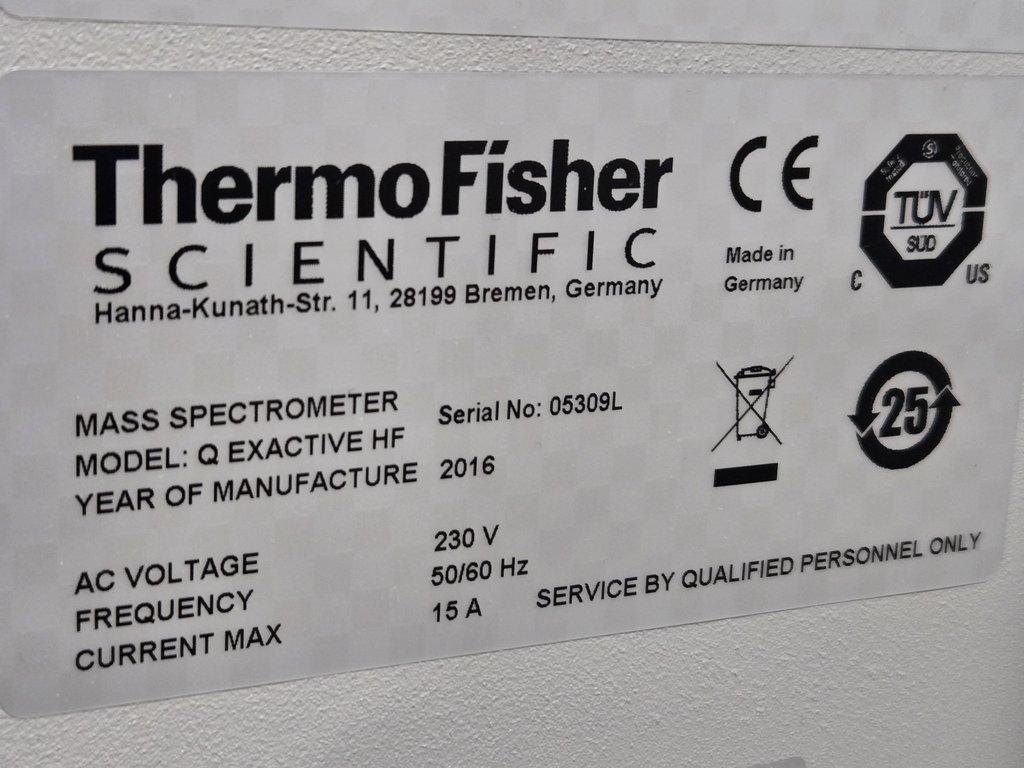 ThermoFisher
SCIENTIFIC
Hanna-Kunath-Str. 11, 28199 Bremen, Germany
CE
Made in
Germany
TÜV
SÜD
C US
MASS SPECTROMETER
MODEL: Q EXACTIVE HF
YEAR OF MANUFACTURE
Serial No: 05309L
2016
25
AC VOLTAGE 230 V
FREQUENCY 50/60 Hz
CURRENT MAX 15 A
SERVICE BY QUALIFIED PERSONNEL ONLY